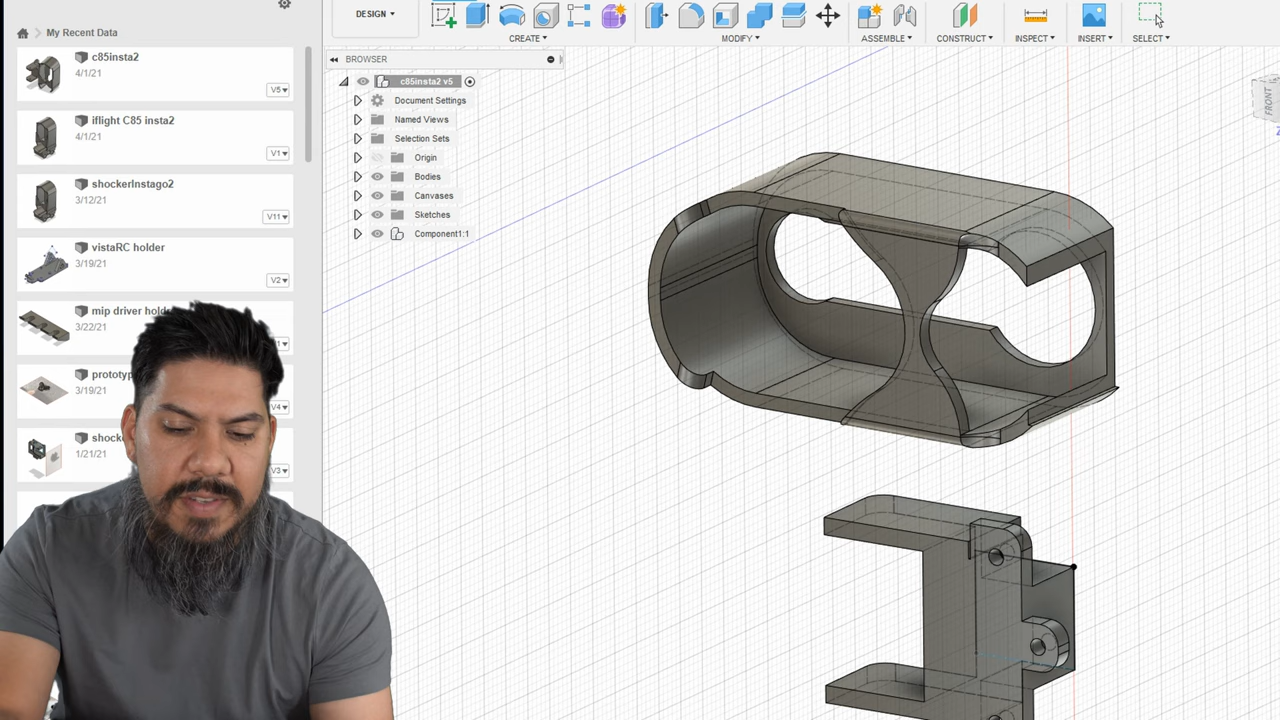 DESIGN
CREATE
MODIFY
ASSEMBLE
CONSTRUCT
INSPECT
INSERT
SELECT
My Recent Data
c85insta2
4/1/21
V5
iflight C85 insta2
4/1/21
V1
shockerInstago2
3/12/21
V11
vistaRC holder
3/19/21
V2
mip driver hold
3/22/21
prototyp
3/19/21
V4
shock
1/21/21
V3
BROWSER
c85insta2 v5
Document Settings
Named Views
Selection Sets
Origin
Bodies
Canvases
Sketches
Component1:1
FRONT
Z